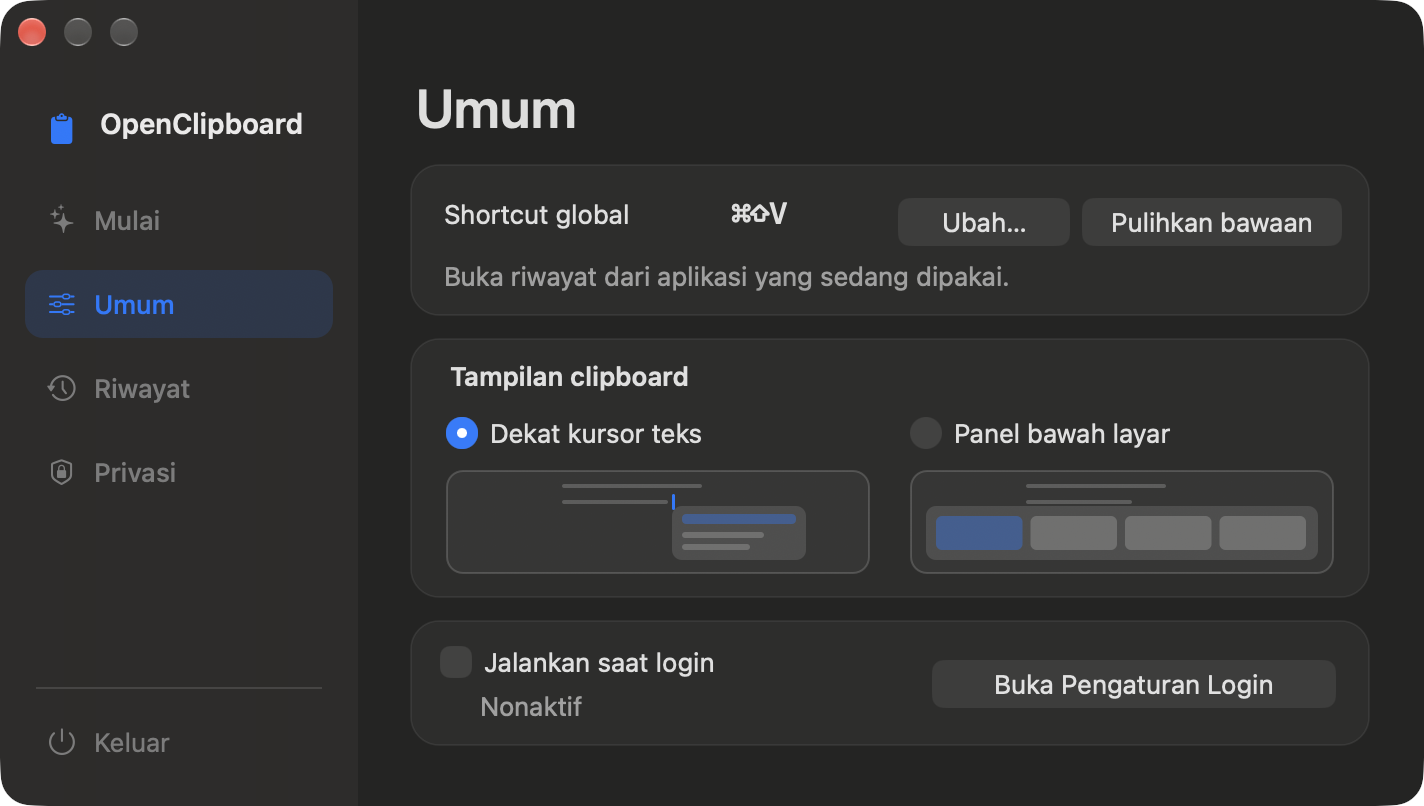 OpenClipboard
Mulai
Umum
Riwayat
Privasi
Keluar
Umum
Shortcut global ⌘⇧V Ubah... Pulihkan bawaan
Buka riwayat dari aplikasi yang sedang dipakai.
Tampilan clipboard
Dekat kursor teks Panel bawah layar
Jalankan saat login
Nonaktif
Buka Pengaturan Login